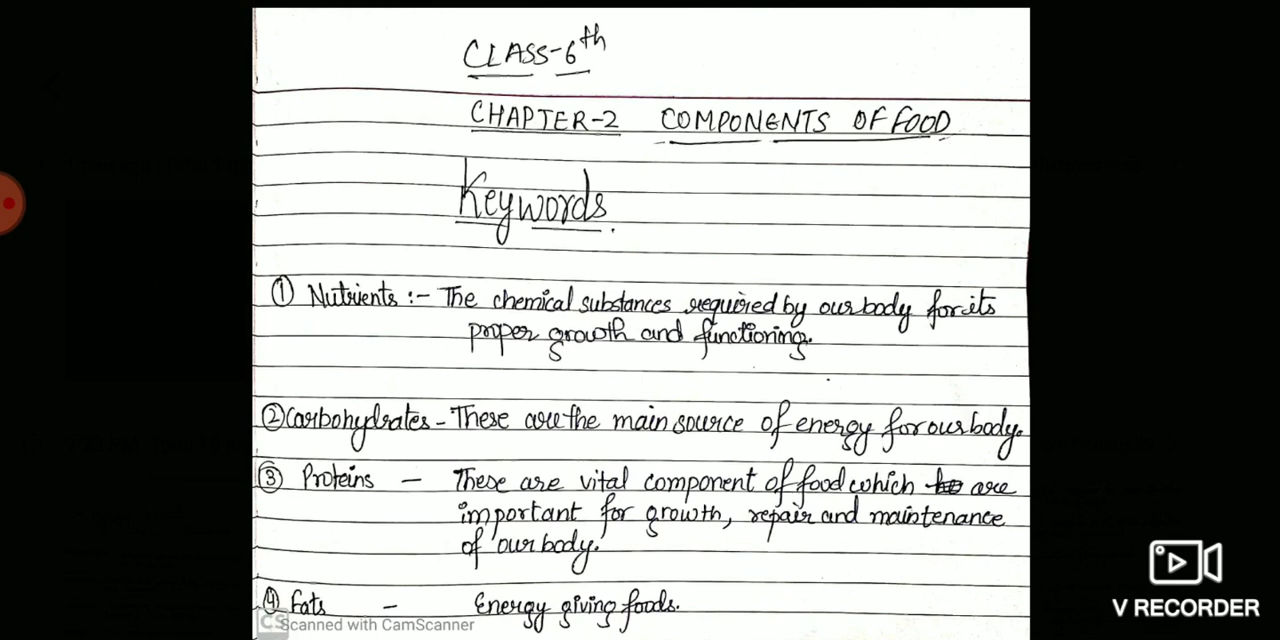 CLASS-6th
CHAPTER-2 COMPONENTS OF FOOD
Keywords.
① Nutrients :- The chemical substances required by our body for its
proper growth and functioning.
② Carbohydrates - These are the main source of energy for our body.
③ Proteins - These are vital component of food which are
important for growth, repair and maintenance
of our body.
④ Fats - Energy giving foods.
CS Scanned with CamScanner
V RECORDER